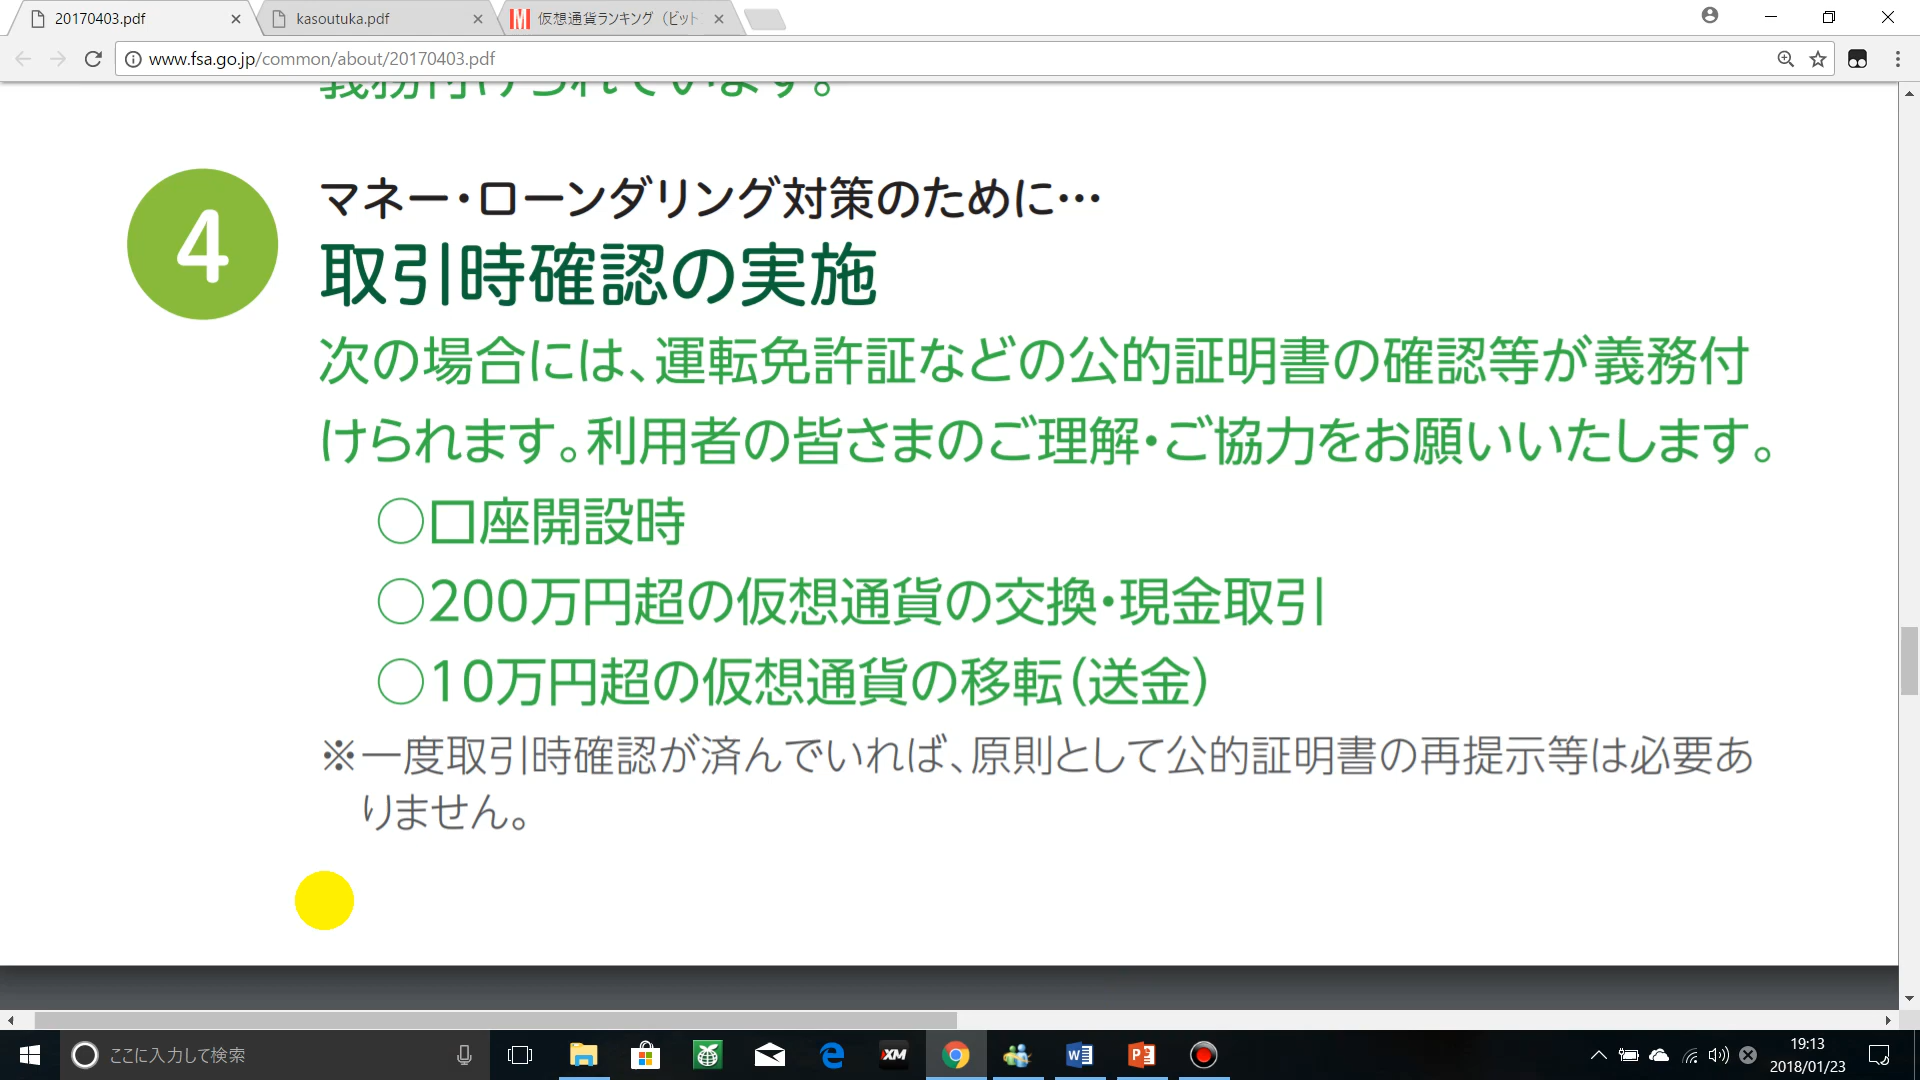 20170403.pdf
kasoutuka.pdf
仮想通貨ランキング（ビット
www.fsa.go.jp/common/about/20170403.pdf
義務付けられています。
4
マネー・ローンダリング対策のために…
取引時確認の実施
次の場合には、運転免許証などの公的証明書の確認等が義務付
けられます。利用者の皆さまのご理解・ご協力をお願いいたします。
○口座開設時
○200万円超の仮想通貨の交換・現金取引
○10万円超の仮想通貨の移転（送金）
※一度取引時確認が済んでいれば、原則として公的証明書の再提示等は必要あ
りません。
ここに入力して検索
XM
19:13
2018/01/23